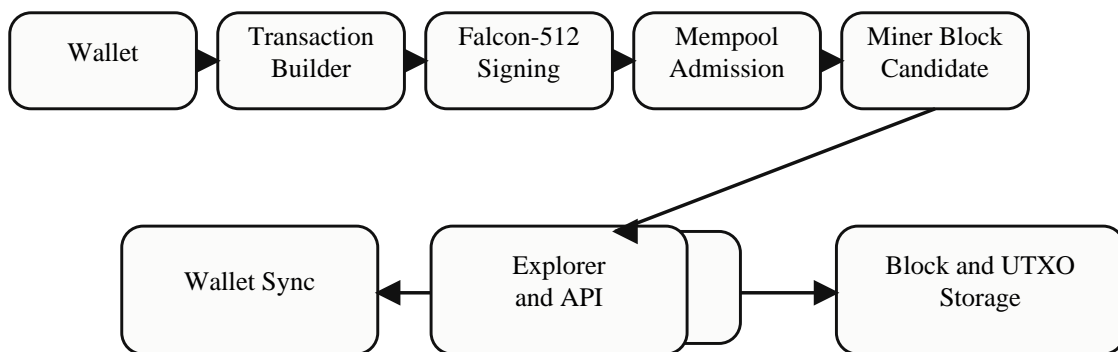 Wallet
Transaction
Builder
Falcon-512
Signing
Mempool
Admission
Miner Block
Candidate
Wallet Sync
Explorer
and API
Block and UTXO
Storage